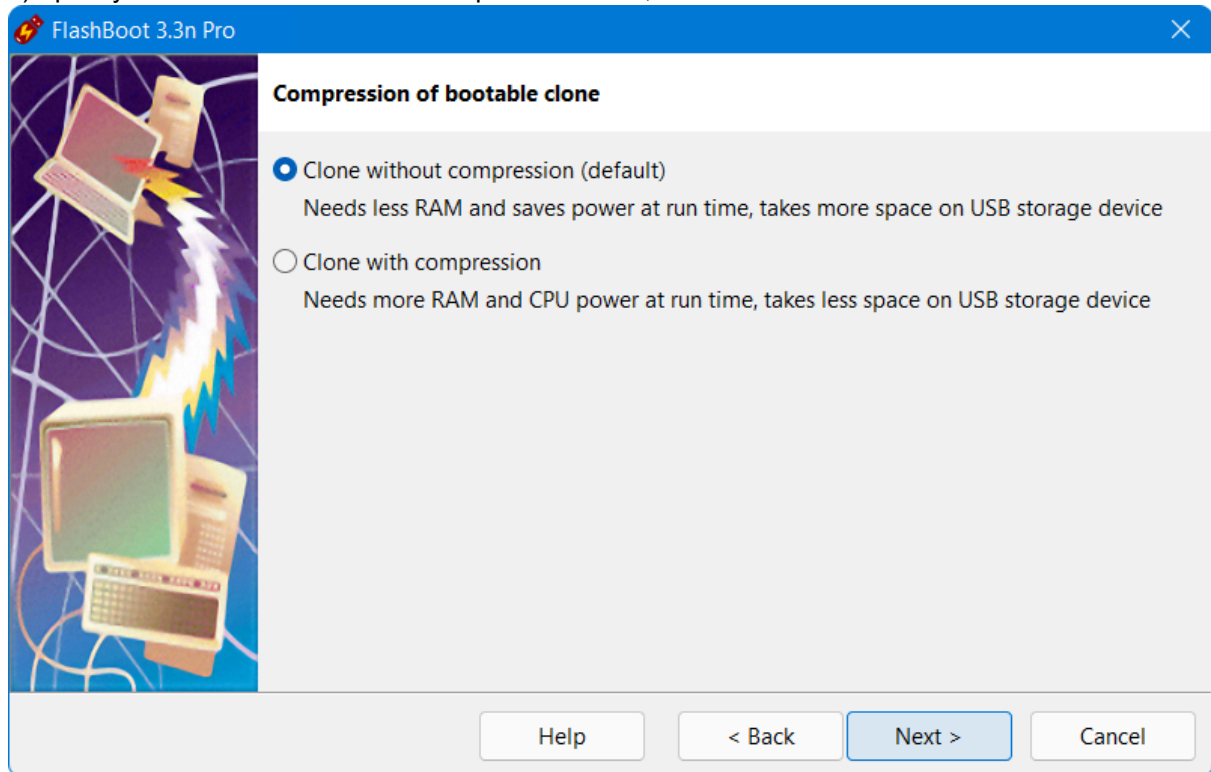 FlashBoot 3.3n Pro
Compression of bootable clone
Clone without compression (default)
Needs less RAM and saves power at run time, takes more space on USB storage device
Clone with compression
Needs more RAM and CPU power at run time, takes less space on USB storage device
Help
< Back
Next >
Cancel